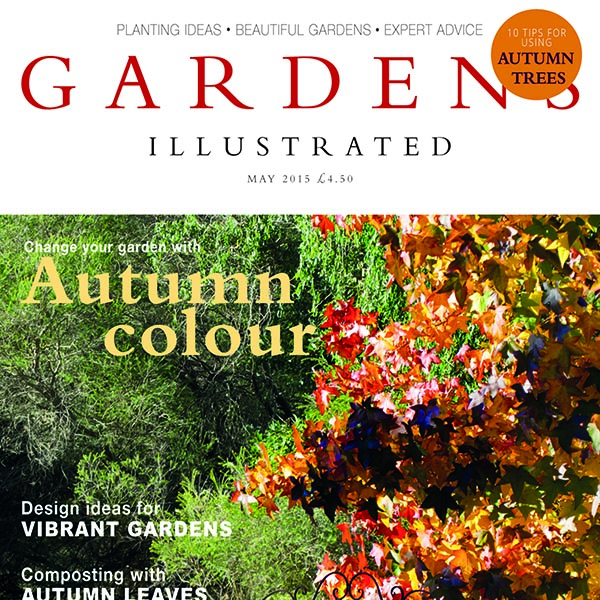 PLANTING IDEAS • BEAUTIFUL GARDENS • EXPERT ADVICE
10 TIPS FOR
USING
AUTUMN
TREES
GARDENS
ILLUSTRATED
MAY 2015 £4.50
Change your garden with
Autumn
colour
Design ideas for
VIBRANT GARDENS
Composting with
AUTUMN LEAVES